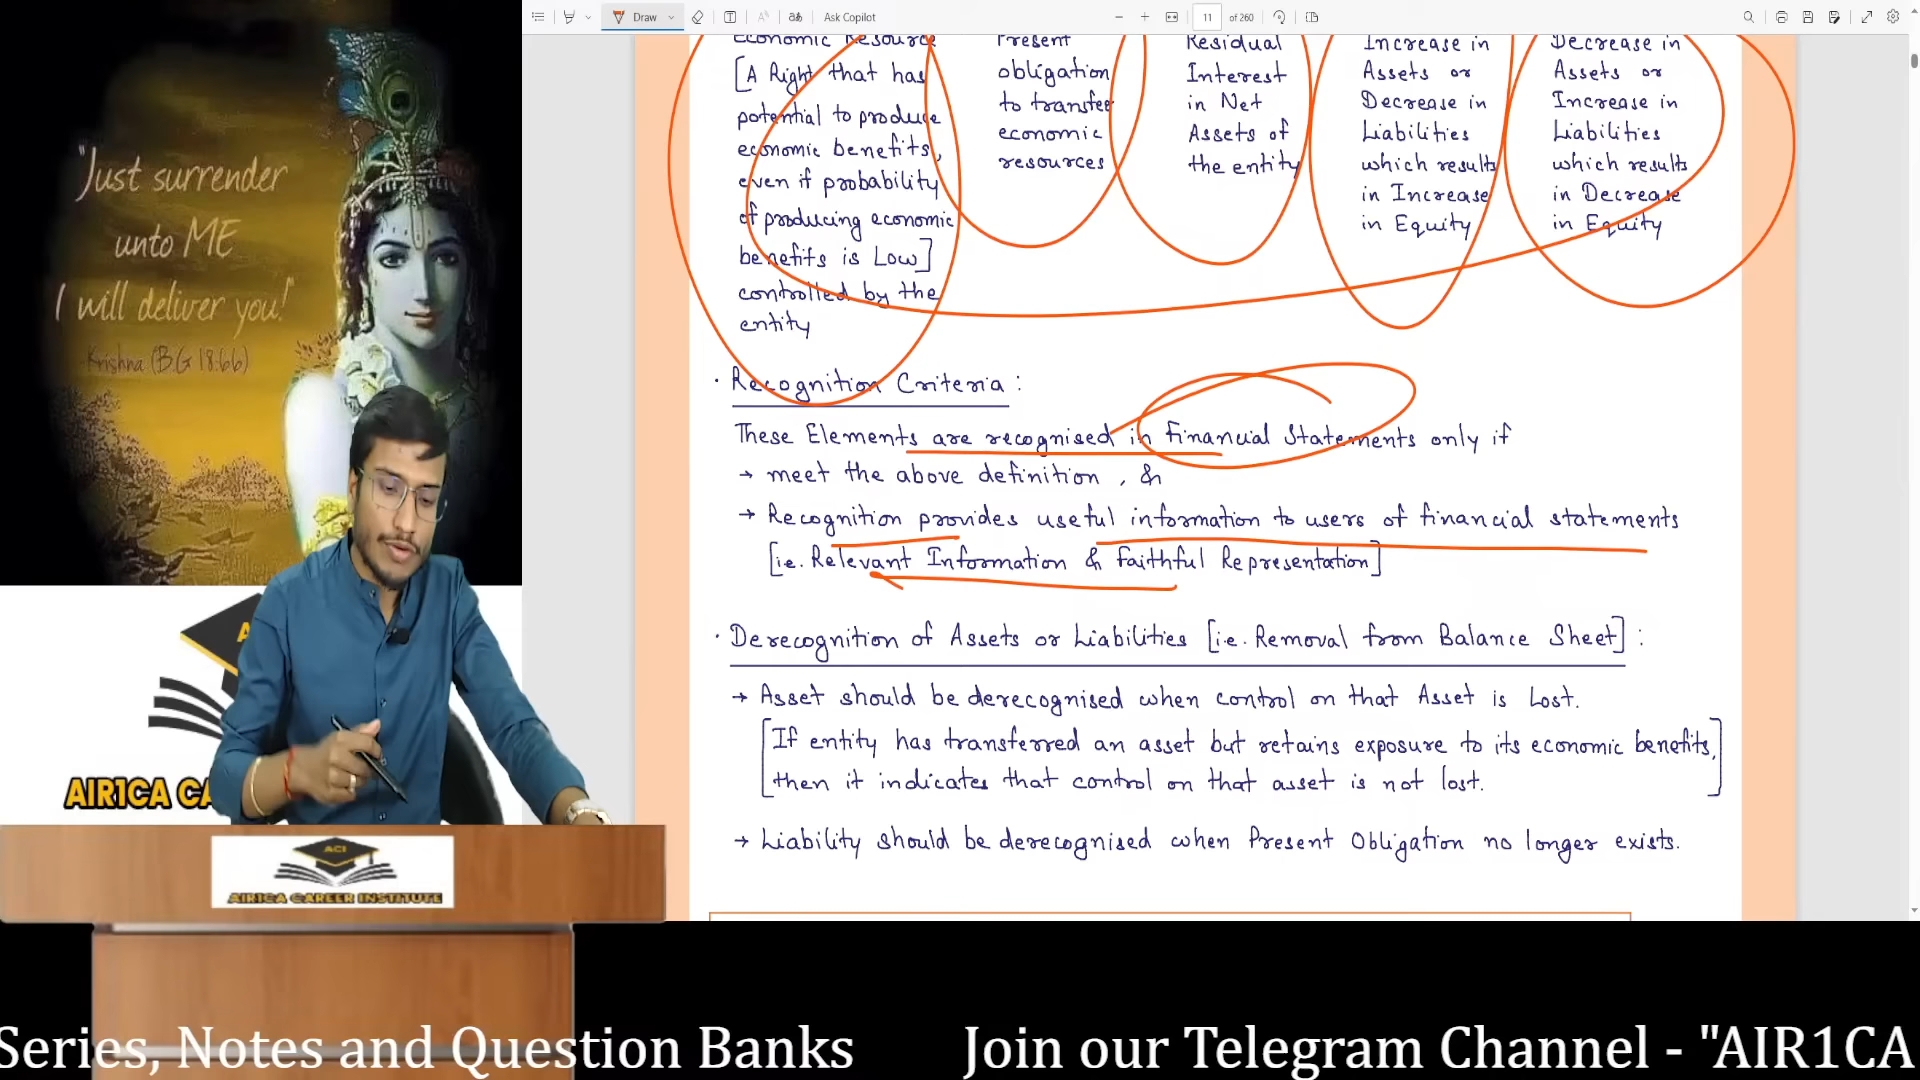 Draw
Ask Copilot
11 of 260
"Just surrender
unto ME
I will deliver you!"
- Krishna (B.G 18:66)
Economic Resource
[A Right that has
potential to produce
economic benefits,
even if probability
of producing economic
benefits is Low]
controlled by the
entity
Present
obligation
to transfer
economic
resources
Residual
Interest
in Net
Assets of
the entity
Increase in
Assets or
Decrease in
Liabilities
which results
in Increase
in Equity
Decrease in
Assets or
Increase in
Liabilities
which results
in Decrease
in Equity
· Recognition Criteria :
These Elements are recognised in Financial Statements only if
→ meet the above definition , &
→ Recognition provides useful information to users of financial statements
[i.e. Relevant Information & Faithful Representation]
· Derecognition of Assets or Liabilities [i.e. Removal from Balance Sheet] :
→ Asset should be derecognised when control on that Asset is Lost.
[If entity has transferred an asset but retains exposure to its economic benefits,
then it indicates that control on that asset is not lost.]
→ Liability should be derecognised when Present Obligation no longer exists.
AIR1CA CA
ACI
AIR1CA CAREER INSTITUTE
Series, Notes and Question Banks Join our Telegram Channel - "AIR1CA